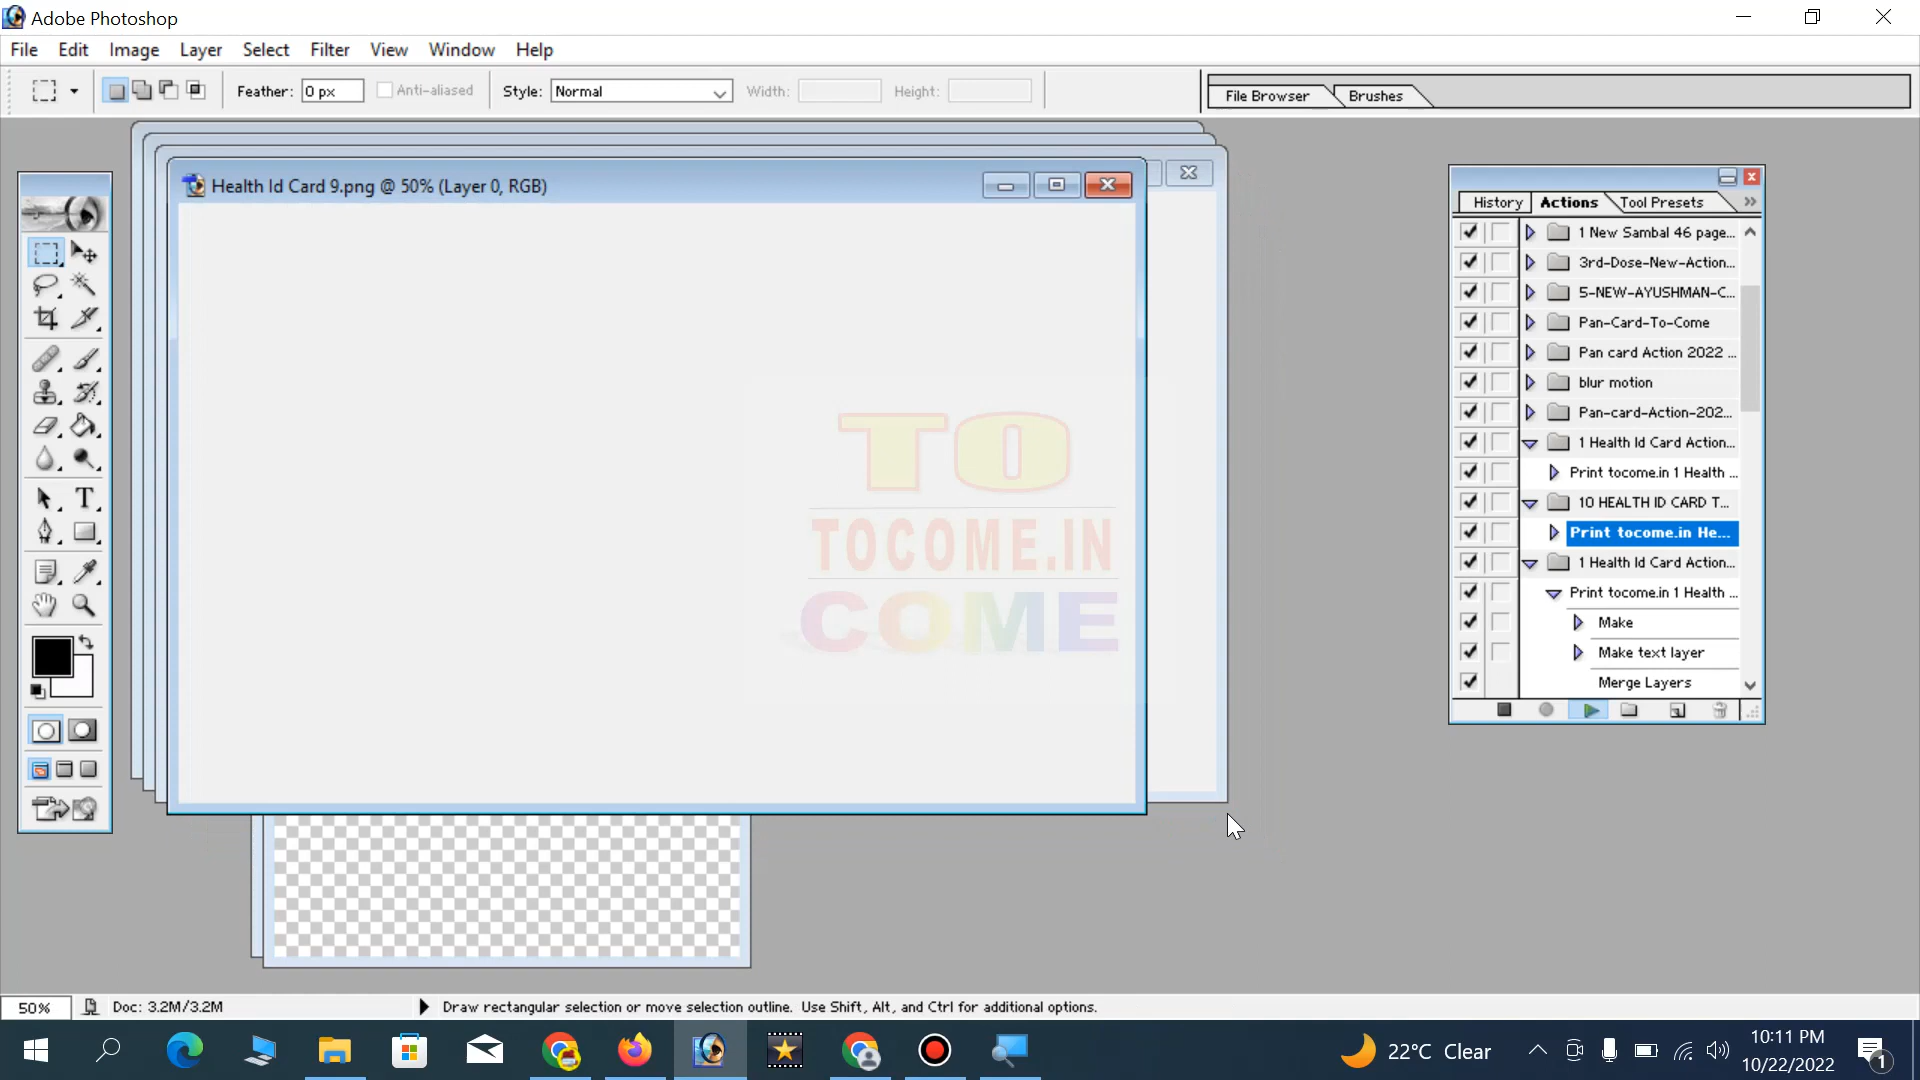 Adobe Photoshop
File Edit Image Layer Select Filter View Window Help
Feather: 0 px Anti-aliased Style: Normal Width: Height: File Browser Brushes
Health Id Card 9.png @ 50% (Layer 0, RGB)
TO
TOCOME.IN
COME
History Actions Tool Presets
1 New Sambal 46 page...
3rd-Dose-New-Action...
5-NEW-AYUSHMAN-C...
Pan-Card-To-Come
Pan card Action 2022 ...
blur motion
Pan-card-Action-202...
1 Health Id Card Action...
Print tocome.in 1 Health ...
10 HEALTH ID CARD T...
Print tocome.in He...
1 Health Id Card Action...
Print tocome.in 1 Health ...
Make
Make text layer
Merge Layers
50% Doc: 3.2M/3.2M Draw rectangular selection or move selection outline. Use Shift, Alt, and Ctrl for additional options.
22°C Clear
10:11 PM
10/22/2022
1